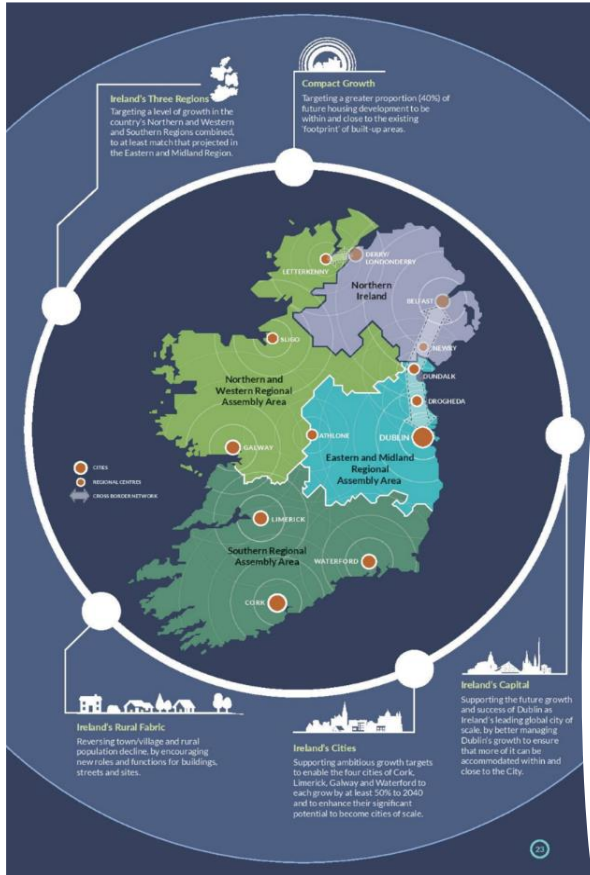 Ireland's Three Regions
Targeting a level of growth in the
country's Northern and Western
and Southern Regions combined,
to at least match that projected in
the Eastern and Midland Region.
Compact Growth
Targeting a greater proportion (40%) of
future housing development to be
within and close to the existing
'footprint' of built-up areas.
DERRY/
LONDONDERRY
LETTERKENNY
Northern
Ireland
BELFAST
SLIGO
NEWRY
DUNDALK
Northern and
Western Regional
Assembly Area
DROGHEDA
ATHLONE
DUBLIN
GALWAY
Eastern and Midland
Regional
Assembly Area
CITIES
REGIONAL CENTRES
CROSS BORDER NETWORK
LIMERICK
Southern Regional
Assembly Area
WATERFORD
CORK
Ireland's Rural Fabric
Reversing town/village and rural
population decline, by encouraging
new roles and functions for buildings,
streets and sites.
Ireland's Cities
Supporting ambitious growth targets
to enable the four cities of Cork,
Limerick, Galway and Waterford to
each grow by at least 50% to 2040
and to enhance their significant
potential to become cities of scale.
Ireland's Capital
Supporting the future growth
and success of Dublin as
Ireland's leading global city of
scale, by better managing
Dublin's growth to ensure
that more of it can be
accommodated within and
close to the City.
23